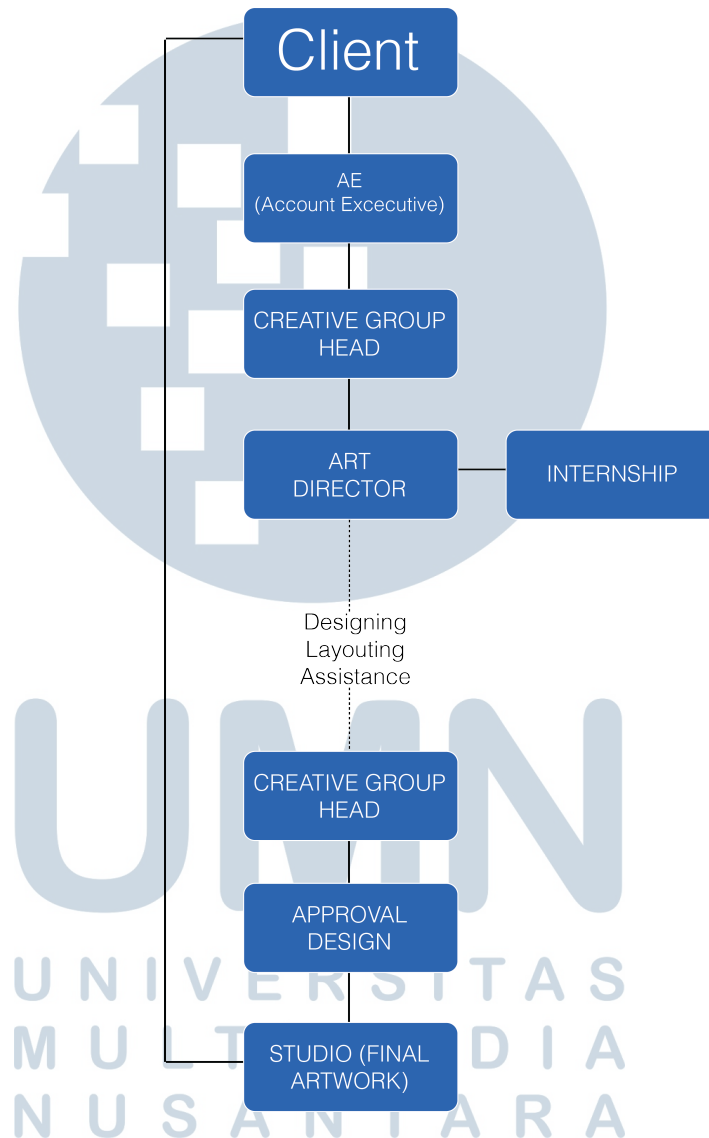 Client
AE
(Account Excecutive)
CREATIVE GROUP
HEAD
ART
DIRECTOR
INTERNSHIP
Designing
Layouting
Assistance
CREATIVE GROUP
HEAD
APPROVAL
DESIGN
STUDIO (FINAL
ARTWORK)
UMN
UNIVERSITAS
MULTIMEDIA
NUSANTARA